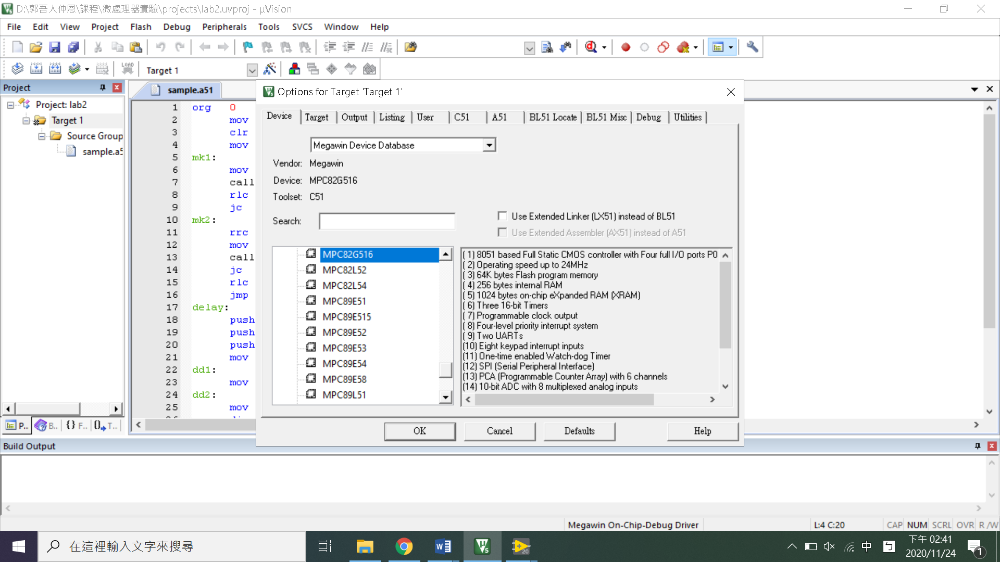 D:\郭吾人仲恩\課程\微處理器實驗\projects\lab2.uvproj - µVision
File Edit View Project Flash Debug Peripherals Tools SVCS Window Help
LOAD
Target 1
Project
sample.a51
Project: lab2
Target 1
Source Group
sample.a5
P.. B.. {} F.. T..
1 org 0
2 mov
3 clr
4 mov
5 mk1:
6 mov
7 call
8 rlc
9 jc
10 mk2:
11 rrc
12 mov
13 call
14 jc
15 rlc
16 jmp
17 delay:
18 push
19 push
20 push
21 mov
22 dd1:
23 mov
24 dd2:
25 mov
Options for Target 'Target 1'
Device Target Output Listing User C51 A51 BL51 Locate BL51 Misc Debug Utilities
Megawin Device Database
Vendor: Megawin
Device: MPC82G516
Toolset: C51
Search:
Use Extended Linker (LX51) instead of BL51
Use Extended Assembler (AX51) instead of A51
MPC82G516
MPC82L52
MPC82L54
MPC89E51
MPC89E515
MPC89E52
MPC89E53
MPC89E54
MPC89E58
MPC89L51
( 1) 8051 based Full Static CMOS controller with Four full I/O ports P0
( 2) Operating speed up to 24MHz
( 3) 64K bytes Flash program memory
( 4) 256 bytes internal RAM
( 5) 1024 bytes on-chip eXpanded RAM (XRAM)
( 6) Three 16-bit Timers
( 7) Programmable clock output
( 8) Four-level priority interrupt system
( 9) Two UARTs
(10) Eight keypad interrupt inputs
(11) One-time enabled Watch-dog Timer
(12) SPI (Serial Peripheral Interface)
(13) PCA (Programmable Counter Array) with 6 channels
(14) 10-bit ADC with 8 multiplexed analog inputs
OK Cancel Defaults Help
Build Output
Megawin On-Chip-Debug Driver L:4 C:20 CAP NUM SCRL OVR R /W
在這裡輸入文字來搜尋
20
中
下午 02:41
2020/11/24
1